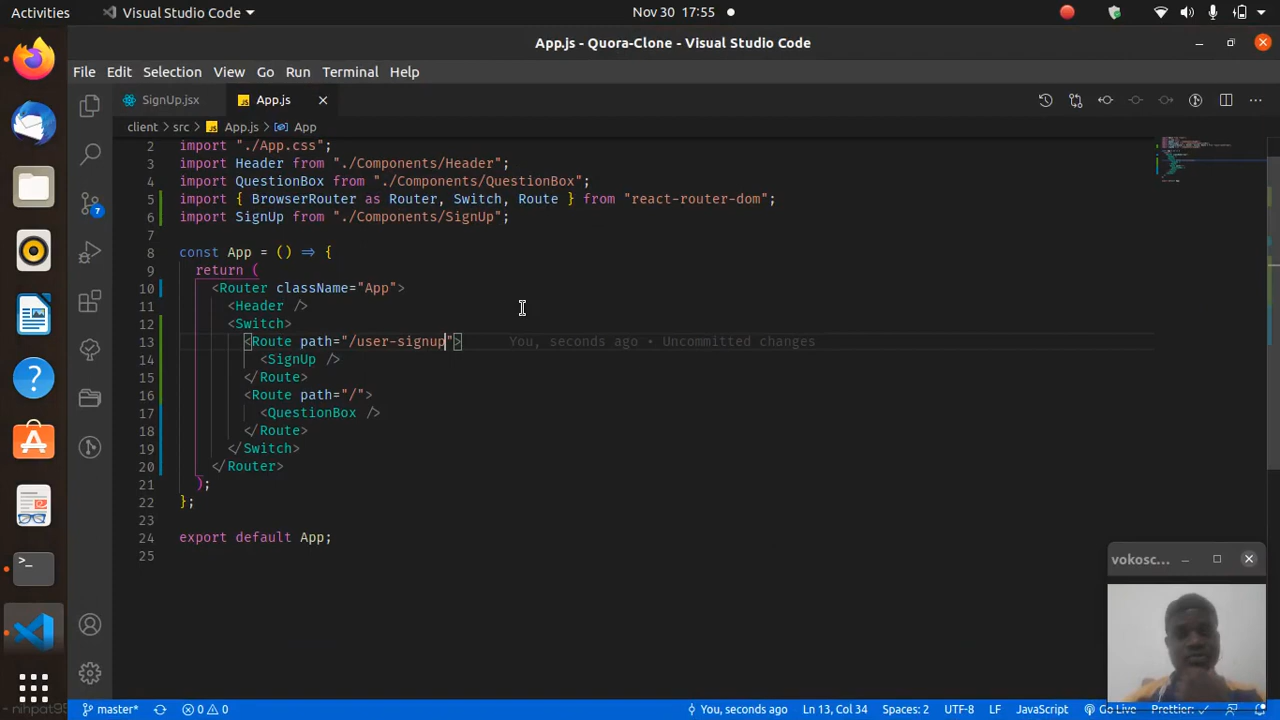 Activities
Visual Studio Code
Nov 30 17:55
App.js - Quora-Clone - Visual Studio Code
File Edit Selection View Go Run Terminal Help
SignUp.jsx
App.js
client > src > App.js > App
2 import "./App.css";
3 import Header from "./Components/Header";
4 import QuestionBox from "./Components/QuestionBox";
5 import { BrowserRouter as Router, Switch, Route } from "react-router-dom";
6 import SignUp from "./Components/SignUp";
7
8 const App = () => {
9 return (
10 <Router className="App">
11 <Header />
12 <Switch>
13 <Route path="/user-signup"> You, seconds ago • Uncommitted changes
14 <SignUp />
15 </Route>
16 <Route path="/">
17 <QuestionBox />
18 </Route>
19 </Switch>
20 </Router>
21 );
22 };
23
24 export default App;
25
7
vokosc...
master*
0
0
You, seconds ago
Ln 13, Col 34
Spaces: 2
UTF-8
LF
JavaScript
Go Live
Prettier: ✓